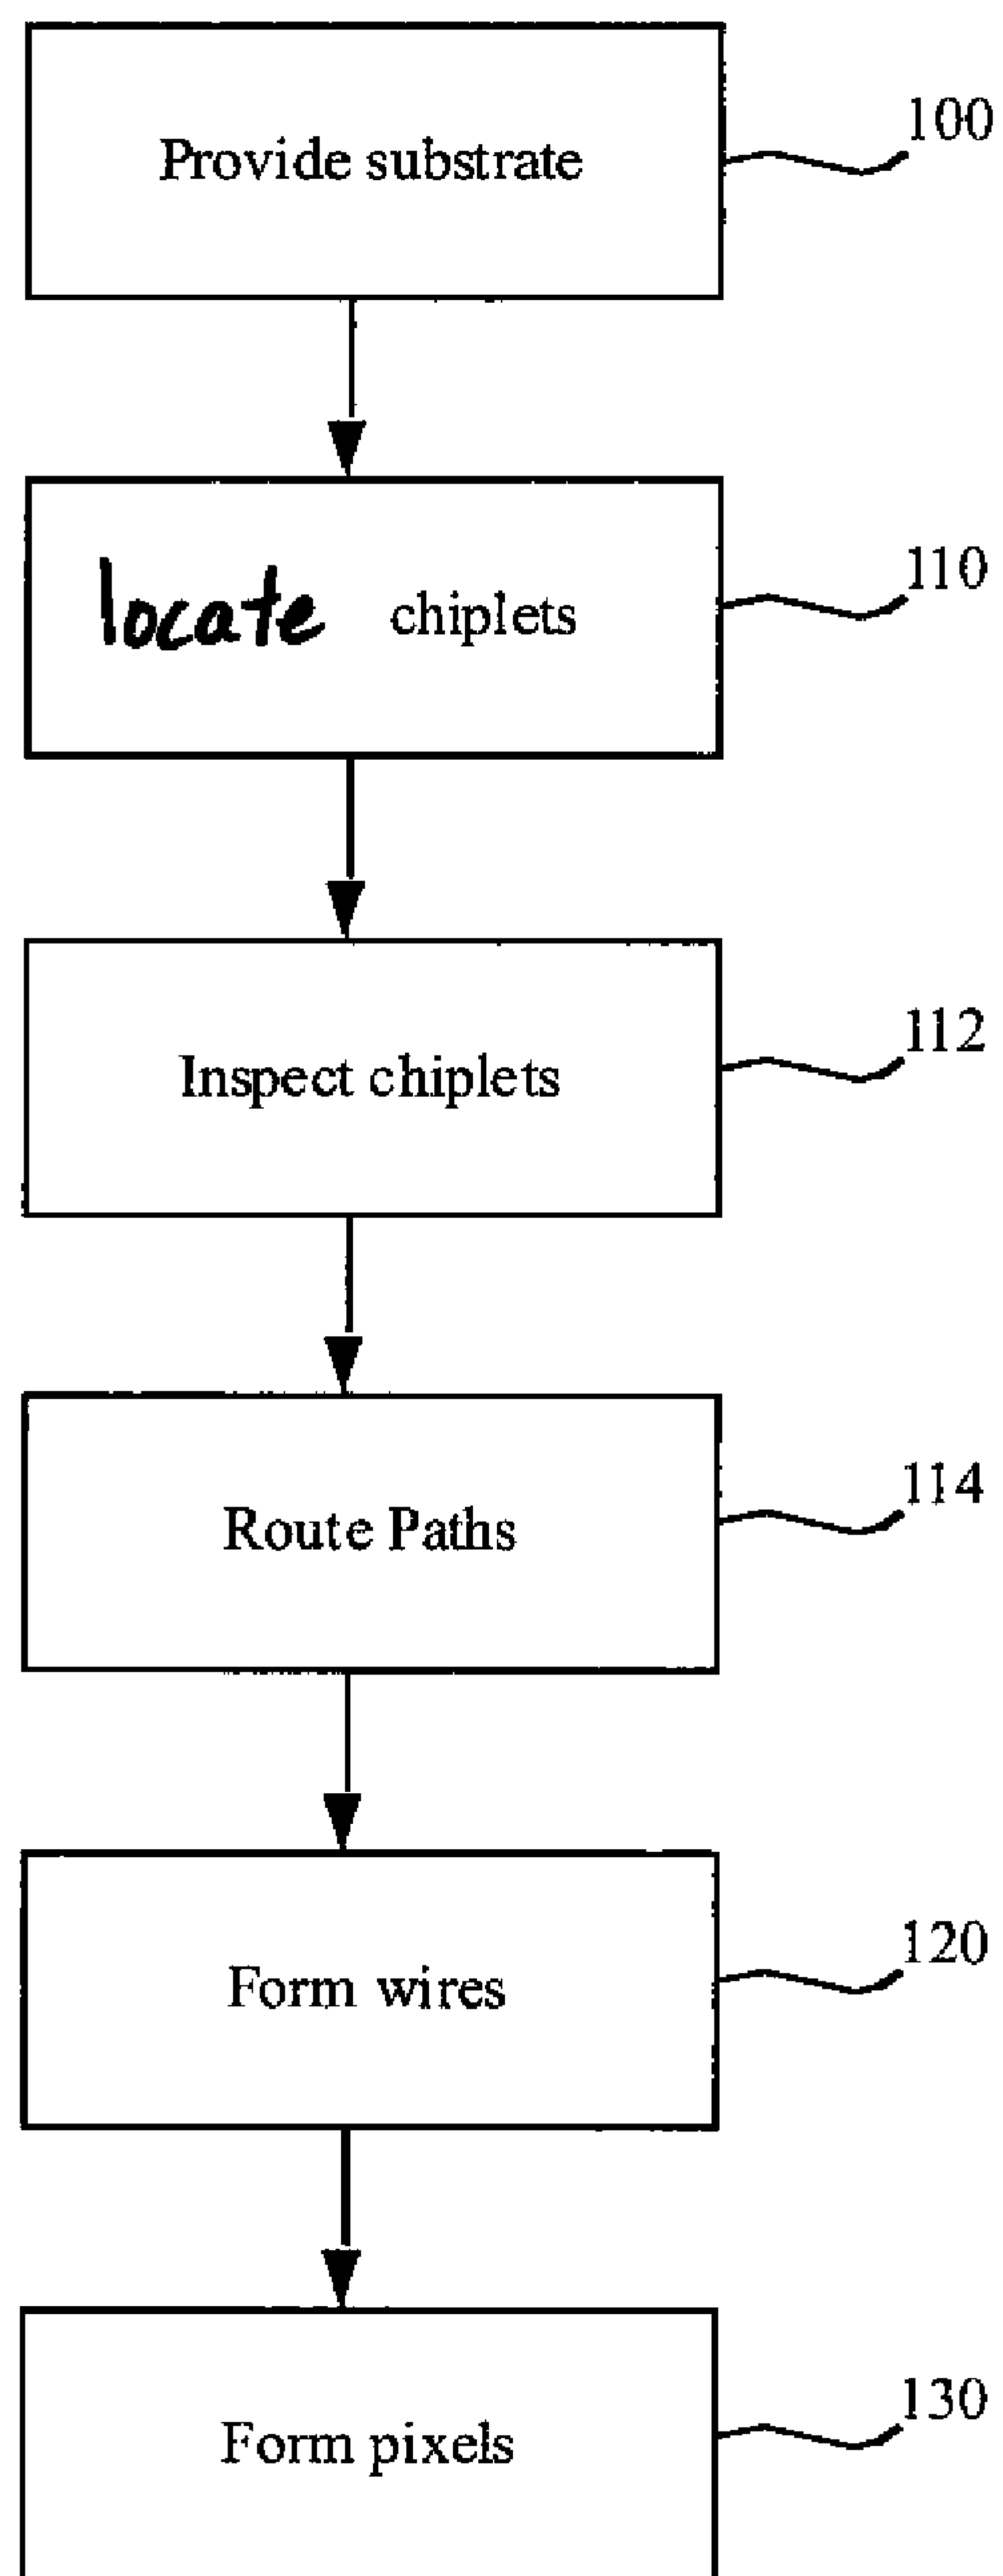 Provide substrate
100
locate chiplets
110
Inspect chiplets
112
Route Paths
114
Form wires
120
Form pixels
130